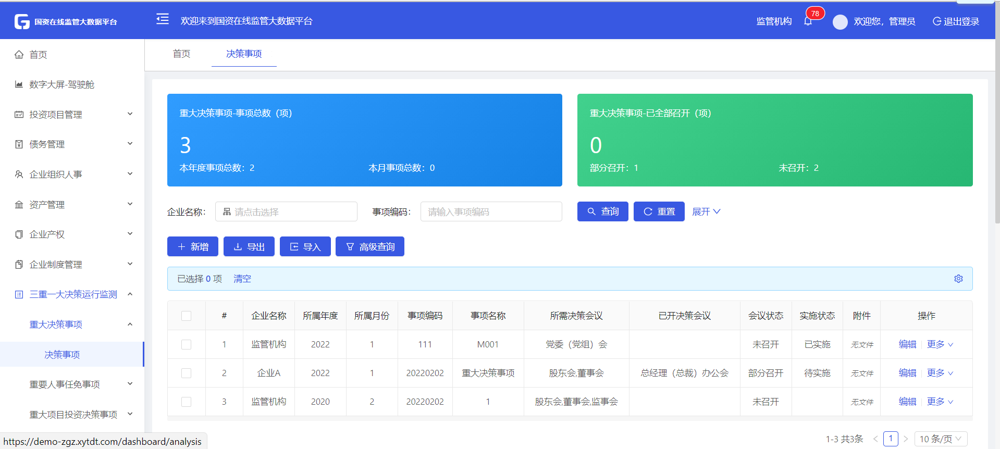 国资在线监管大数据平台
欢迎来到国资在线监管大数据平台
监管机构
78
欢迎您，管理员
退出登录
首页
数字大屏-驾驶舱
投资项目管理
债务管理
企业组织人事
资产管理
企业产权
企业制度管理
三重一大决策运行监测
重大决策事项
决策事项
重要人事任免事项
重大项目投资决策事项
首页 决策事项
重大决策事项-事项总数（项）
3
本年度事项总数：2 本月事项总数：0
重大决策事项-已全部召开（项）
0
部分召开：1 未召开：2
企业名称： 请点击选择 事项编码： 请输入事项编码 查询 重置 展开
新增 导出 导入 高级查询
已选择 0 项 清空
# 企业名称 所属年度 所属月份 事项编码 事项名称 所需决策会议 已开决策会议 会议状态 实施状态 附件 操作
1 监管机构 2022 1 111 M001 党委（党组）会 未召开 已实施 无文件 编辑 更多
2 企业A 2022 1 20220202 重大决策事项 股东会,董事会 总经理（总裁）办公会 部分召开 待实施 无文件 编辑 更多
3 监管机构 2020 2 20220202 1 股东会,董事会,监事会 未召开 无文件 编辑 更多
1-3 共3条 < 1 > 10 条/页
https://demo-zgz.xytdt.com/dashboard/analysis